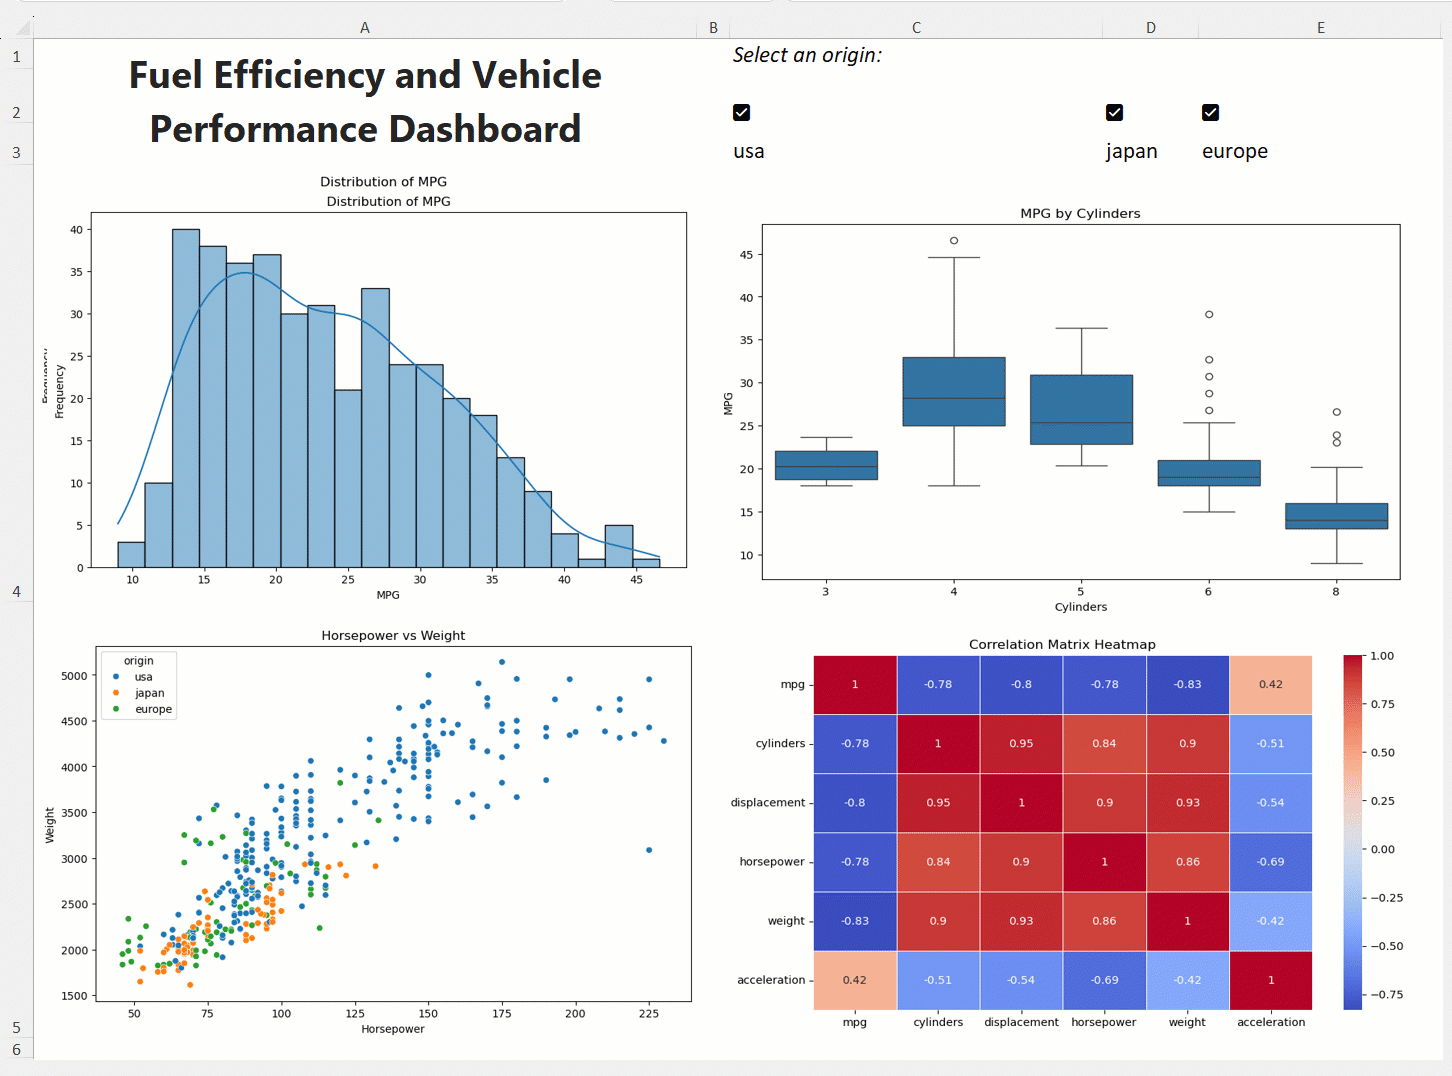 A B C D E
1
Fuel Efficiency and Vehicle
Performance Dashboard
Select an origin:
2
3
usa japan europe
Distribution of MPG
Distribution of MPG
Frequency
Frequency
40
35
30
25
20
15
10
5
0
10 15 20 25 30 35 40 45
MPG
MPG by Cylinders
MPG
45
40
35
30
25
20
15
10
3 4 5 6 8
Cylinders
4
Horsepower vs Weight
origin
usa
japan
europe
Weight
5000
4500
4000
3500
3000
2500
2000
1500
50 75 100 125 150 175 200 225
Horsepower
Correlation Matrix Heatmap
mpg 1 -0.78 -0.8 -0.78 -0.83 0.42
cylinders -0.78 1 0.95 0.84 0.9 -0.51
displacement -0.8 0.95 1 0.9 0.93 -0.54
horsepower -0.78 0.84 0.9 1 0.86 -0.69
weight -0.83 0.9 0.93 0.86 1 -0.42
acceleration 0.42 -0.51 -0.54 -0.69 -0.42 1
mpg cylinders displacement horsepower weight acceleration
1.00
0.75
0.50
0.25
0.00
−0.25
−0.50
−0.75
5
6